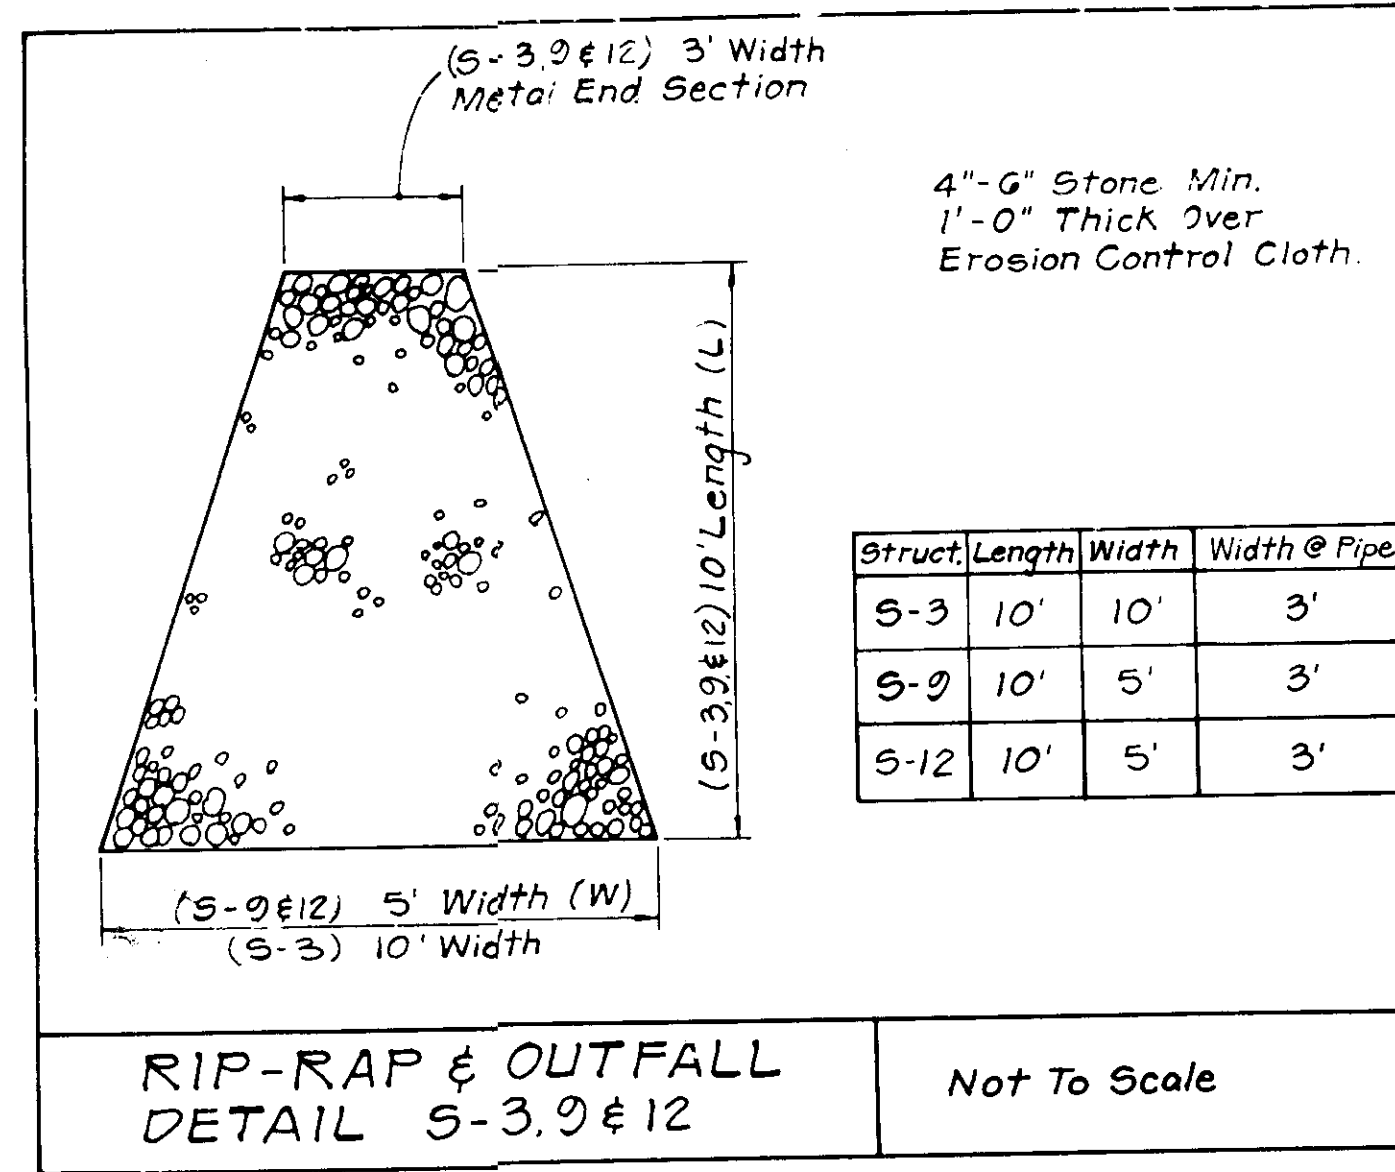 (S-3,9 & 12) 3' Width
Metal End Section
4"-6" Stone Min.
1'-0" Thick Over
Erosion Control Cloth.
(S-3,9,&12) 10' Length (L)
Struct. Length Width Width @ Pipe
S-3 10' 10' 3'
S-9 10' 5' 3'
S-12 10' 5' 3'
(S-9 & 12) 5' Width (W)
(S-3) 10' Width
RIP-RAP & OUTFALL
DETAIL S-3,9 & 12
Not To Scale